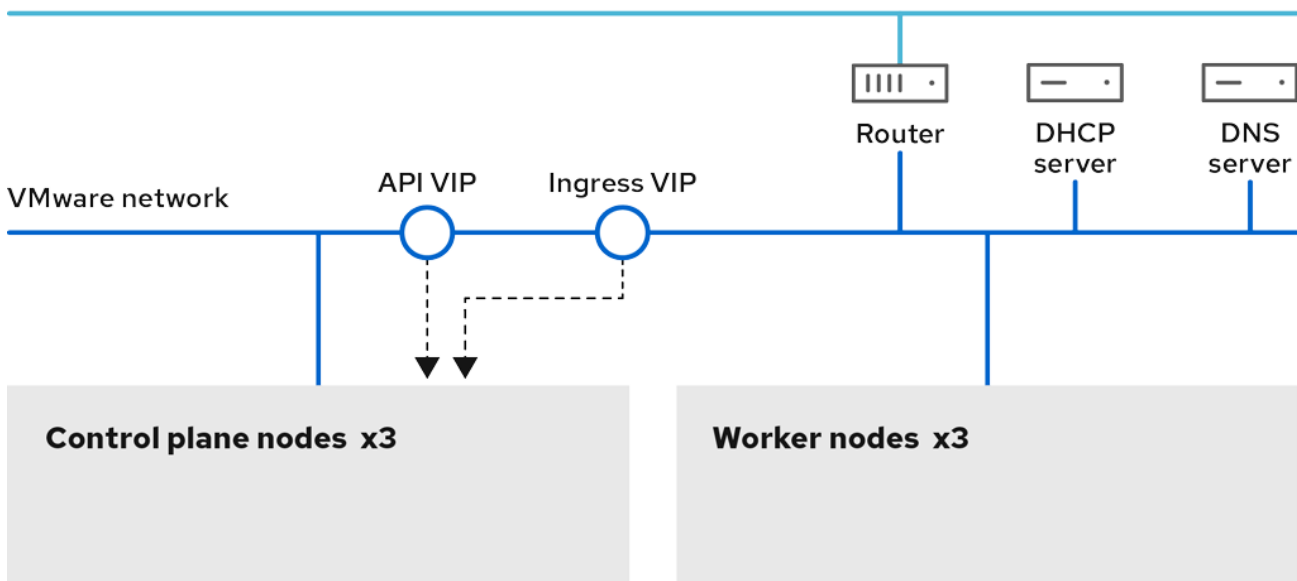 Router
DHCP
server
DNS
server
API VIP
Ingress VIP
VMware network
Control plane nodes x3
Worker nodes x3